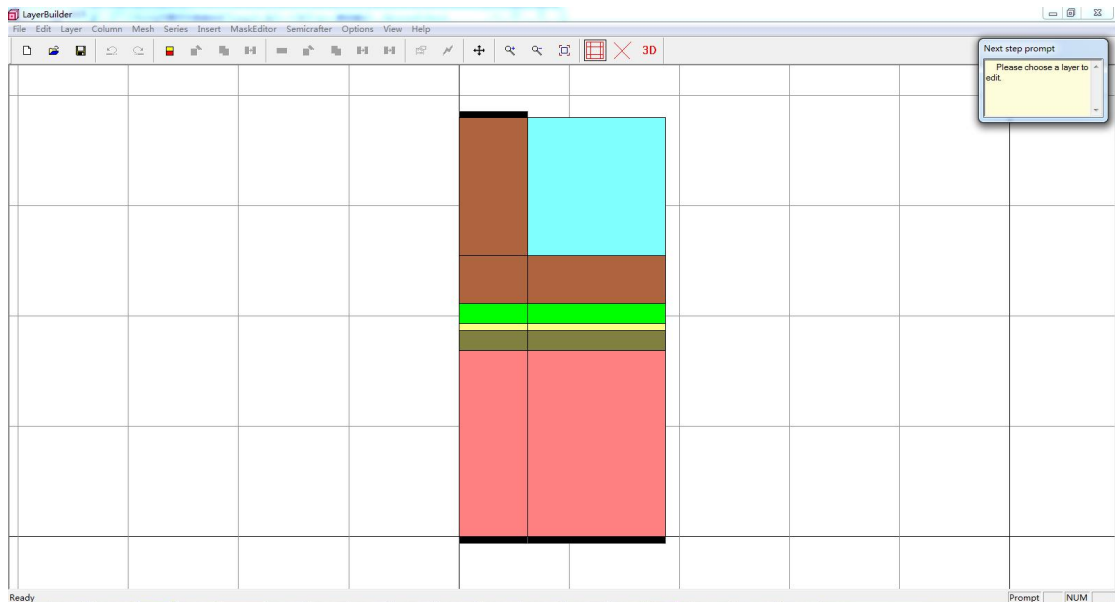 LayerBuilder
File Edit Layer Column Mesh Series Insert MaskEditor Semicrafter Options View Help
3D
Next step prompt
Please choose a layer to
edit.
Ready
Prompt NUM